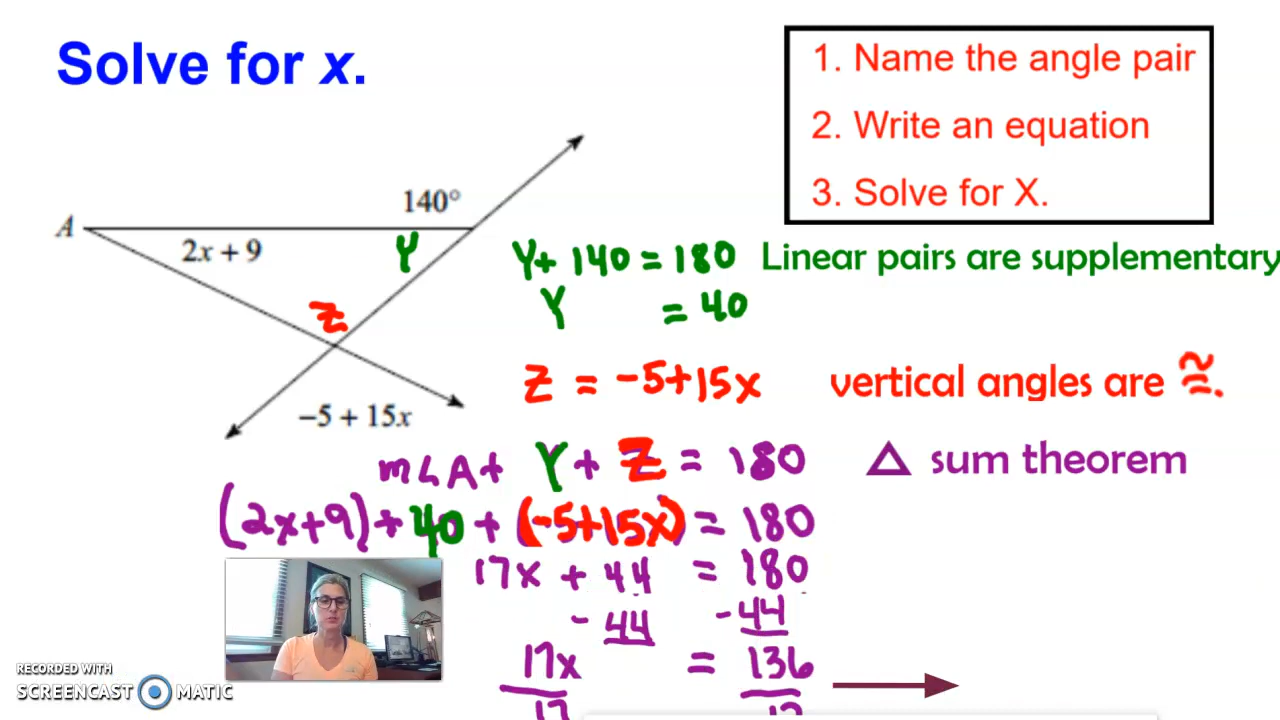 Solve for x.
1. Name the angle pair
2. Write an equation
3. Solve for X.
140°
A
2x + 9
Y
Z
−5 + 15x
Y + 140 = 180 Linear pairs are supplementary
Y = 40
Z = -5+15x vertical angles are ≅.
m∠A + Y + Z = 180 △ sum theorem
(2x+9) + 40 + (-5+15x) = 180
17x + 44 = 180
- 44 - 44
17x = 136
17 17
RECORDED WITH
SCREENCAST MATIC